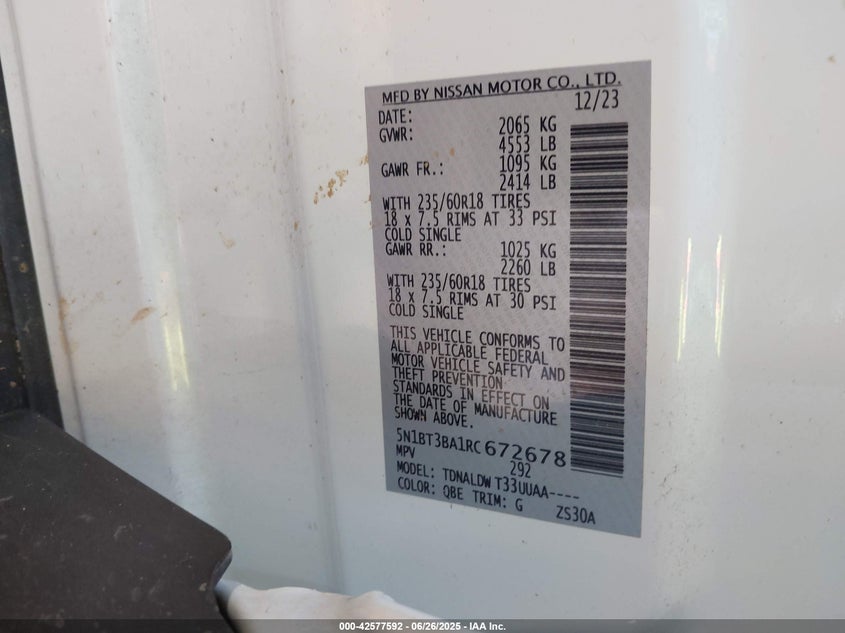 MFD BY NISSAN MOTOR CO., LTD.
DATE: 12/23
GVWR: 2065 KG
4553 LB
GAWR FR.: 1095 KG
2414 LB
WITH 235/60R18 TIRES
18 x 7.5 RIMS AT 33 PSI
COLD SINGLE
GAWR RR.: 1025 KG
2260 LB
WITH 235/60R18 TIRES
18 x 7.5 RIMS AT 30 PSI
COLD SINGLE
THIS VEHICLE CONFORMS TO
ALL APPLICABLE FEDERAL
MOTOR VEHICLE SAFETY AND
THEFT PREVENTION
STANDARDS IN EFFECT ON
THE DATE OF MANUFACTURE
SHOWN ABOVE.
5N1BT3BA1RC672678
MPV 292
MODEL: TDNALDW T33UUAA----
COLOR: QBE TRIM: G ZS30A
000-42577592 - 06/26/2025 - IAA Inc.